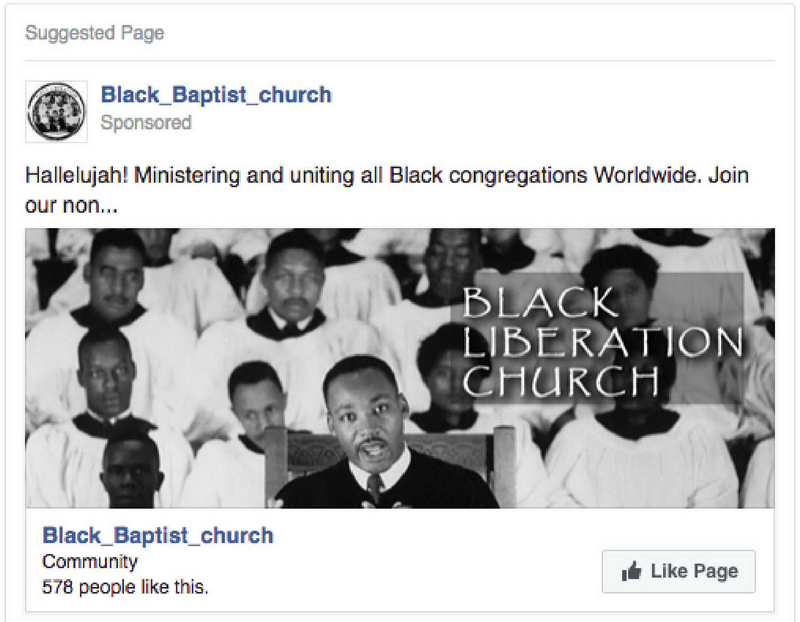 Suggested Page
Black_Baptist_church
Sponsored
Hallelujah! Ministering and uniting all Black congregations Worldwide. Join
our non...
BLACK
LIBERATION
CHURCH
Black_Baptist_church
Community
578 people like this.
Like Page